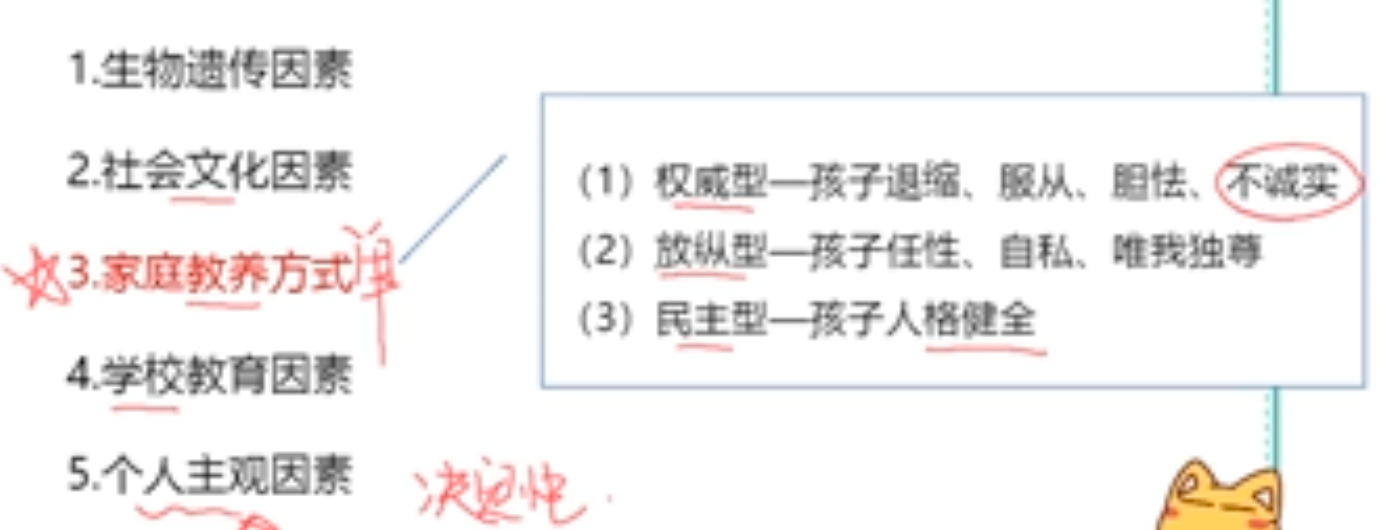 1.生物遗传因素
2.社会文化因素
3.家庭教养方式 单
4.学校教育因素
5.个人主观因素
决定性
(1)权威型—孩子退缩、服从、胆怯、不诚实
(2)放纵型—孩子任性、自私、唯我独尊
(3)民主型—孩子人格健全